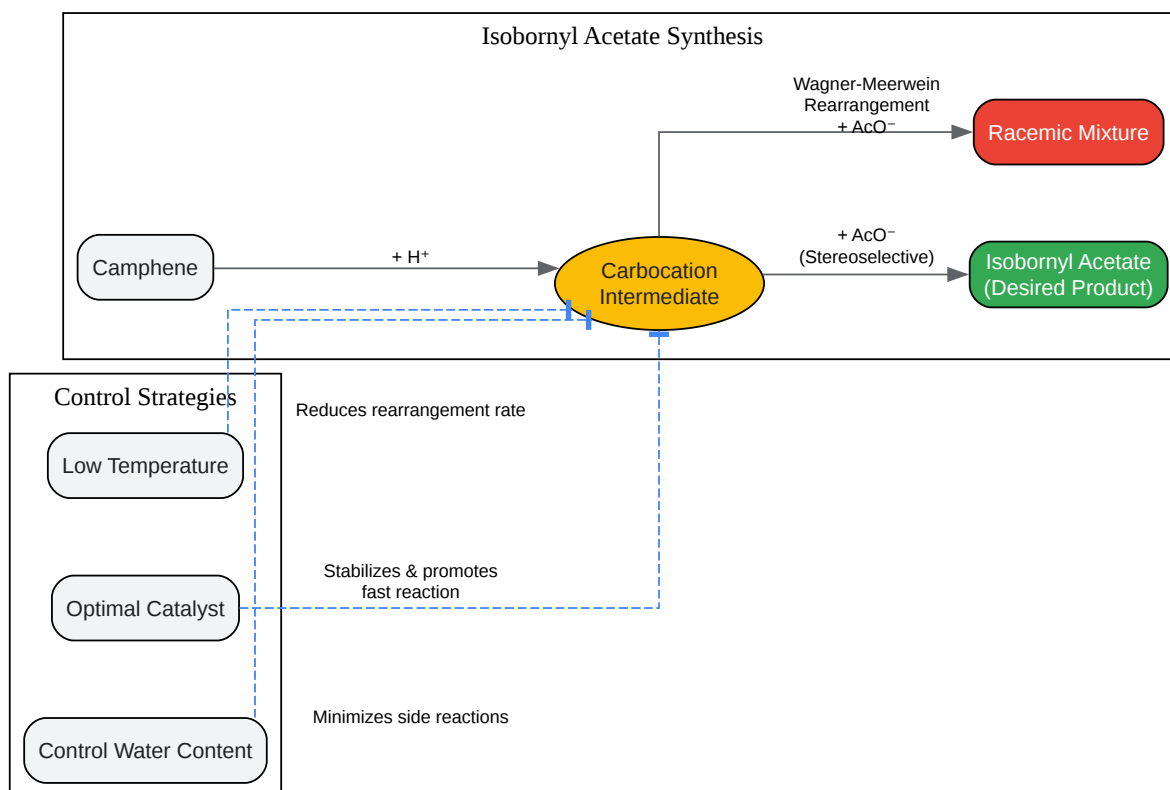 Isobornyl Acetate Synthesis
Wagner-Meerwein
Rearrangement
+ AcO⁻
Racemic Mixture
Camphene
+ H⁺
Carbocation
Intermediate
+ AcO⁻
(Stereoselective)
Isobornyl Acetate
(Desired Product)
Control Strategies
Reduces rearrangement rate
Low Temperature
Stabilizes & promotes
fast reaction
Optimal Catalyst
Minimizes side reactions
Control Water Content